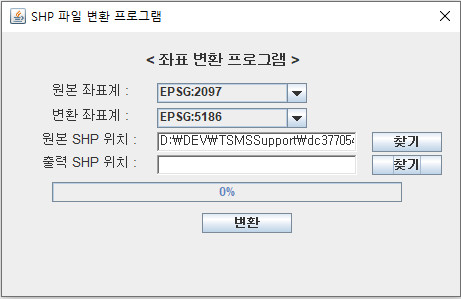 SHP 파일 변환 프로그램
< 좌표 변환 프로그램 >
원본 좌표계 : EPSG:2097
변환 좌표계 : EPSG:5186
원본 SHP 위치 : D:\DEV\TSMSSupport\dc377054 찾기
출력 SHP 위치 : 찾기
0%
변환